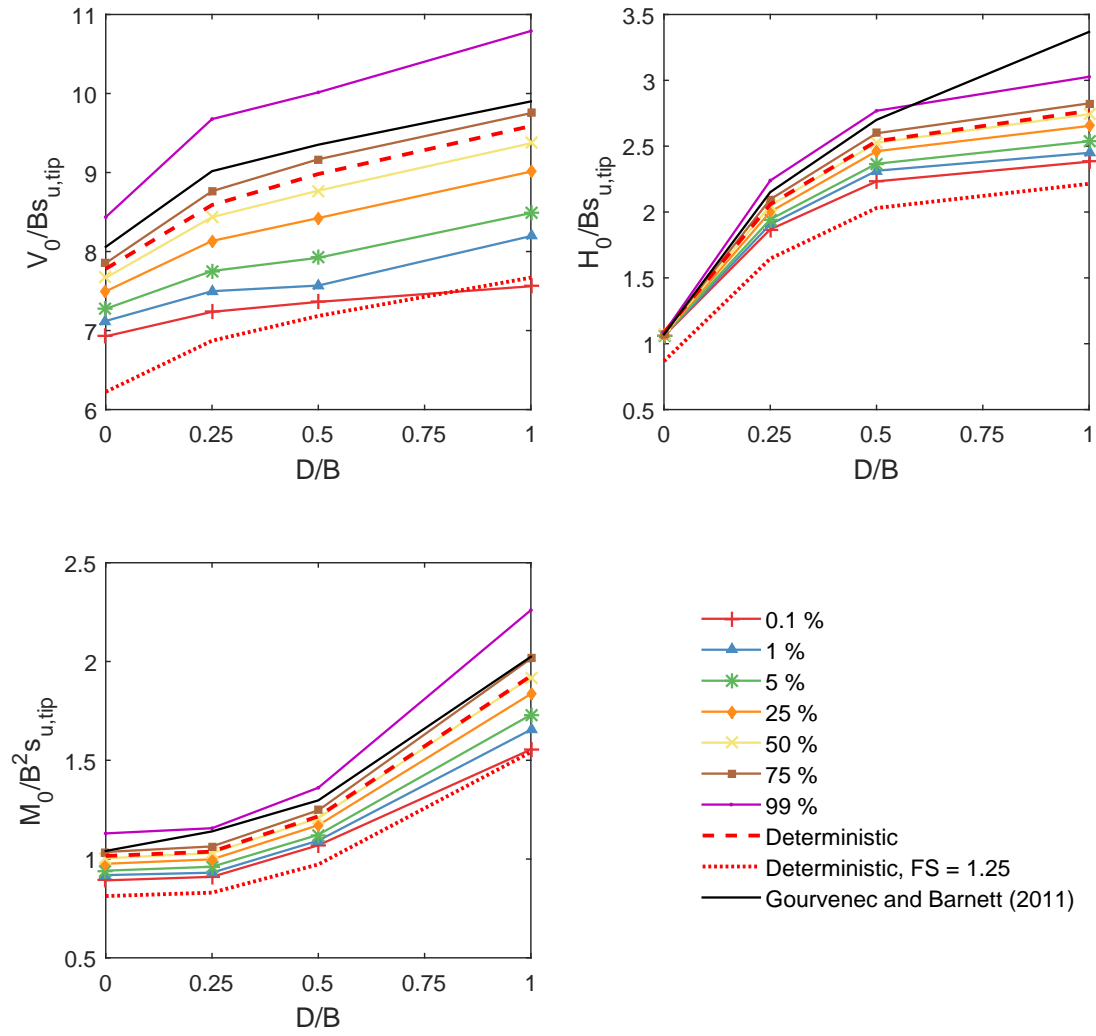 11
10
9
8
7
6
V0/Bsu,tip
0 0.25 0.5 0.75 1
D/B
3.5
3
2.5
2
1.5
1
0.5
H0/Bsu,tip
0 0.25 0.5 0.75 1
D/B
2.5
2
1.5
1
0.5
M0/B2su,tip
0 0.25 0.5 0.75 1
D/B
0.1 %
1 %
5 %
25 %
50 %
75 %
99 %
Deterministic
Deterministic, FS = 1.25
Gourvenec and Barnett (2011)